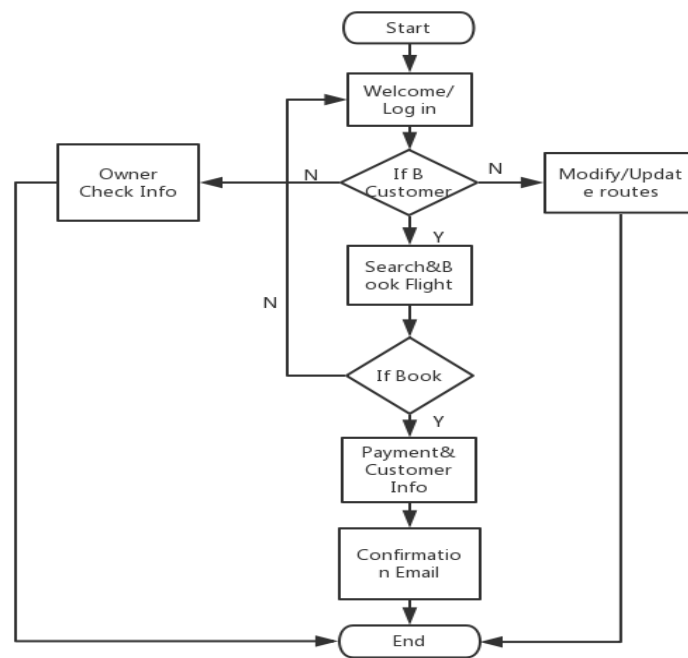 Start
Welcome/
Log in
Owner
Check Info
N
If B
Customer
N
Modify/Updat
e routes
Y
Search&B
ook Flight
N
If Book
Y
Payment&
Customer
Info
Confirmatio
n Email
End